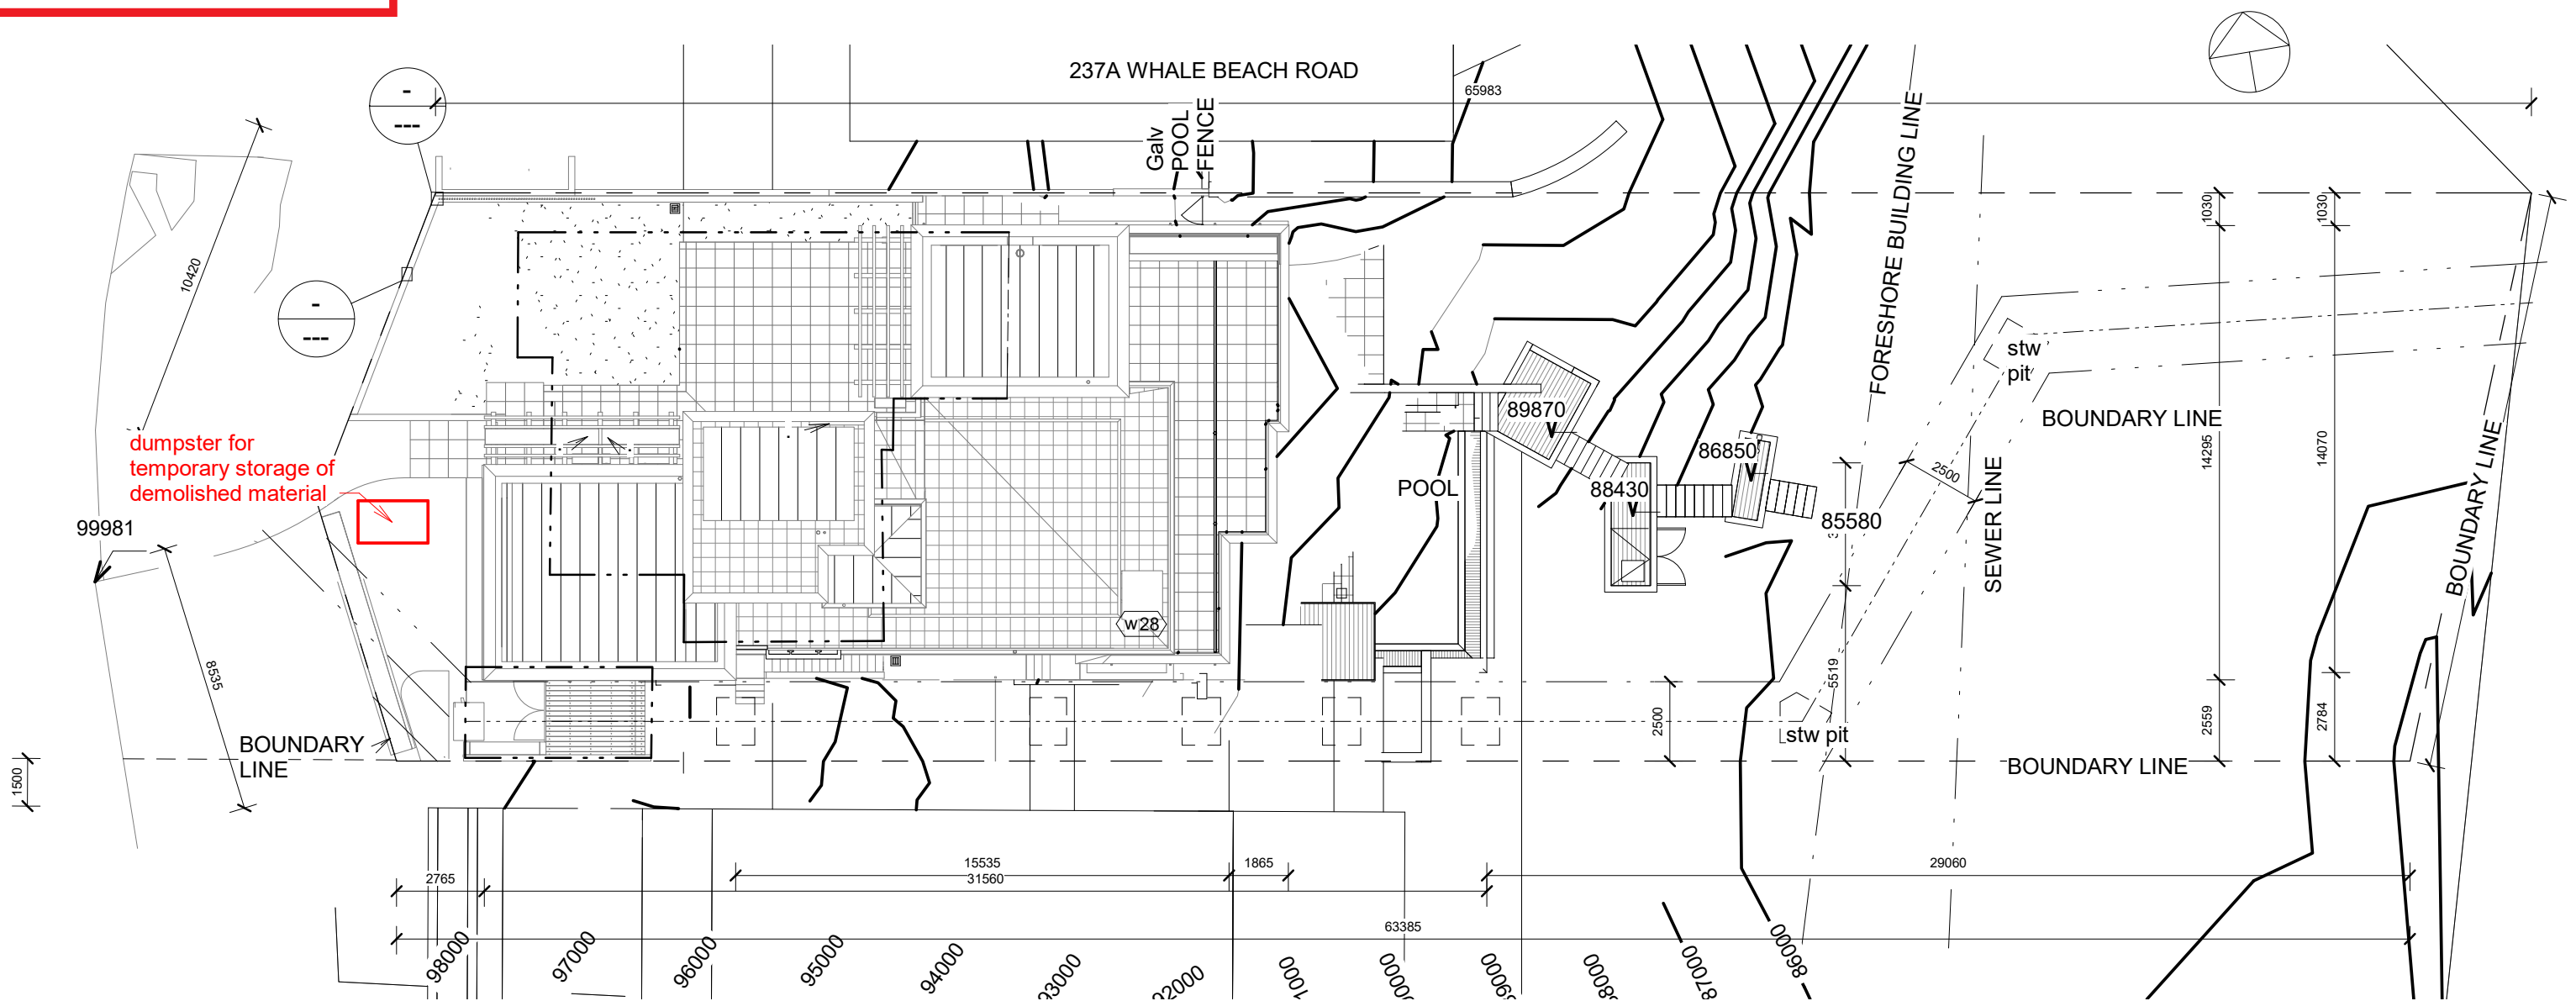 237A WHALE BEACH ROAD
65983
-
---
Galv
POOL
FENCE
FORESHORE BUILDING LINE
1030
1030
10420
-
---
stw
pit
89870
BOUNDARY LINE
dumpster for
temporary storage of
demolished material
86850
14295
14070
2500
POOL
88430
99981
85580
SEWER LINE
BOUNDARY LINE
w28
8535
5519
2500
2559
2784
stw pit
BOUNDARY
LINE
BOUNDARY LINE
1500
15535
1865
29060
2765
31560
63385
98000
97000
96000
95000
94000
93000
92000
86000
87000